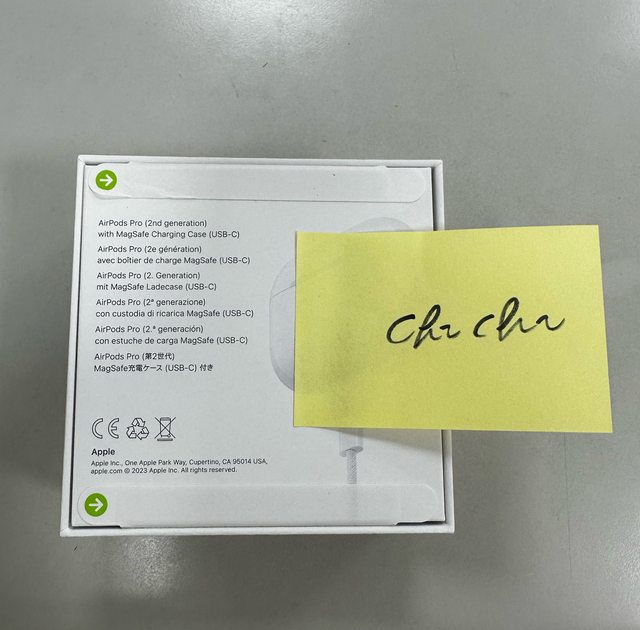 AirPods Pro (2nd generation)
with MagSafe Charging Case (USB-C)
AirPods Pro (2e génération)
avec boîtier de charge MagSafe (USB-C)
AirPods Pro (2. Generation)
mit MagSafe Ladecase (USB-C)
AirPods Pro (2ª generazione)
con custodia di ricarica MagSafe (USB-C)
AirPods Pro (2.ª generación)
con estuche de carga MagSafe (USB-C)
AirPods Pro (第2世代)
MagSafe充電ケース (USB-C) 付き
CE
Apple
Apple Inc., One Apple Park Way, Cupertino, CA 95014 USA,
apple.com © 2023 Apple Inc. All rights reserved.